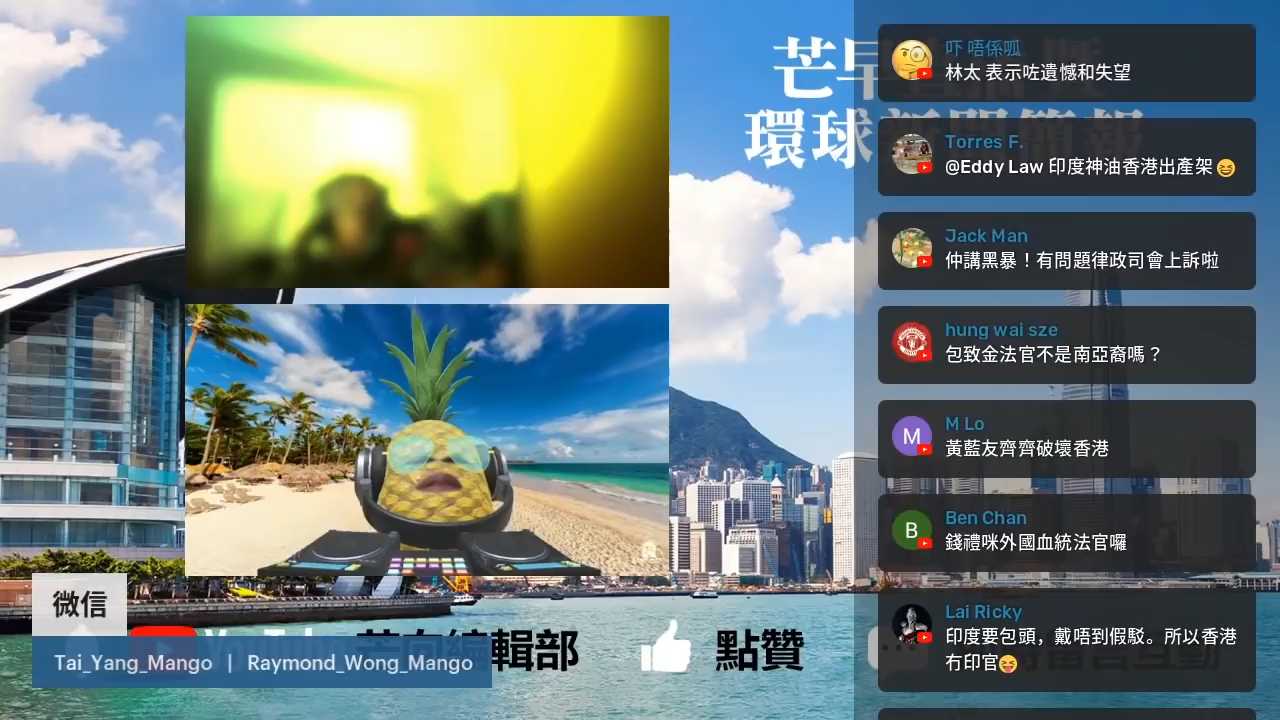 芒早
環球
吓 唔係呱
林太 表示咗遺憾和失望
Torres F.
@Eddy Law 印度神油香港出產架😆
Jack Man
仲講黑暴！有問題律政司會上訴啦
hung wai sze
包致金法官不是南亞裔嗎？
M Lo
黃藍友齊齊破壞香港
Ben Chan
錢禮咪外國血統法官囉
Lai Ricky
印度要包頭，戴唔到假駁。所以香港
冇印官😝
微信
Tai_Yang_Mango | Raymond_Wong_Mango
輯部
點贊